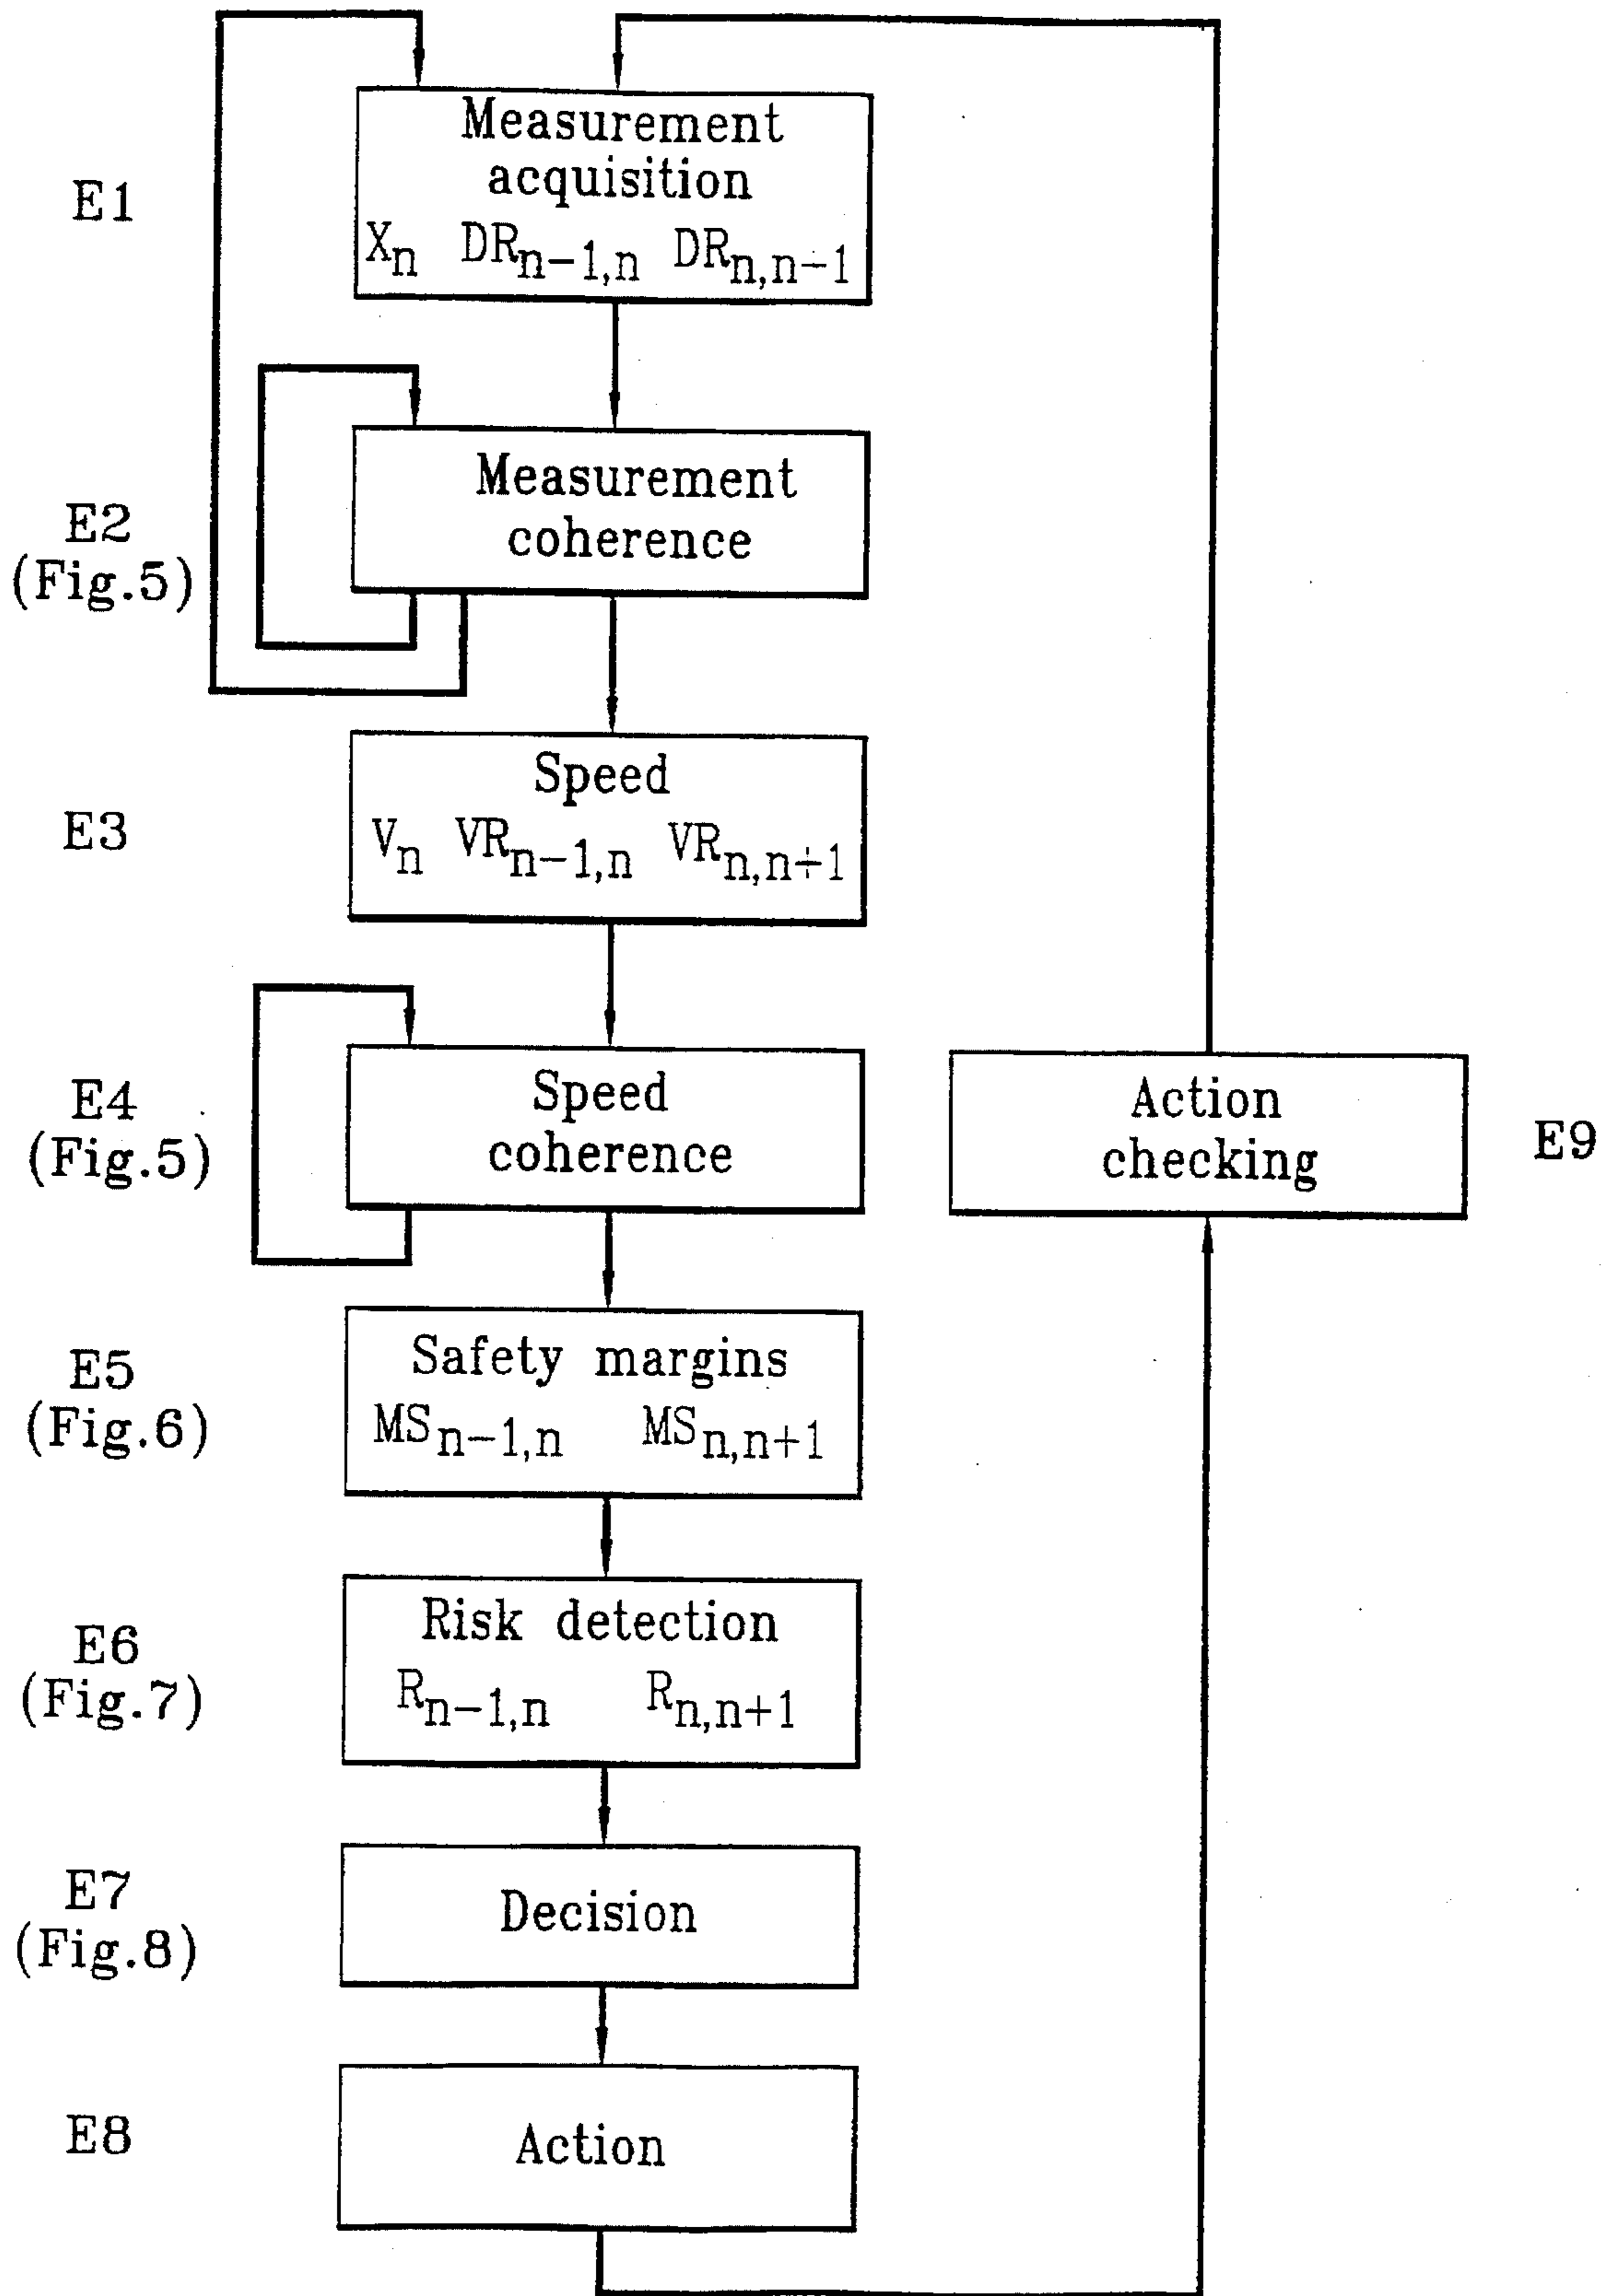 E1
Measurement
acquisition
Xn DRn-1,n DRn,n-1
E2
(Fig.5)
Measurement
coherence
E3
Speed
Vn VRn-1,n VRn,n+1
E4
(Fig.5)
Speed
coherence
Action
checking
E9
E5
(Fig.6)
Safety margins
MSn-1,n MSn,n+1
E6
(Fig.7)
Risk detection
Rn-1,n Rn,n+1
E7
(Fig.8)
Decision
E8
Action